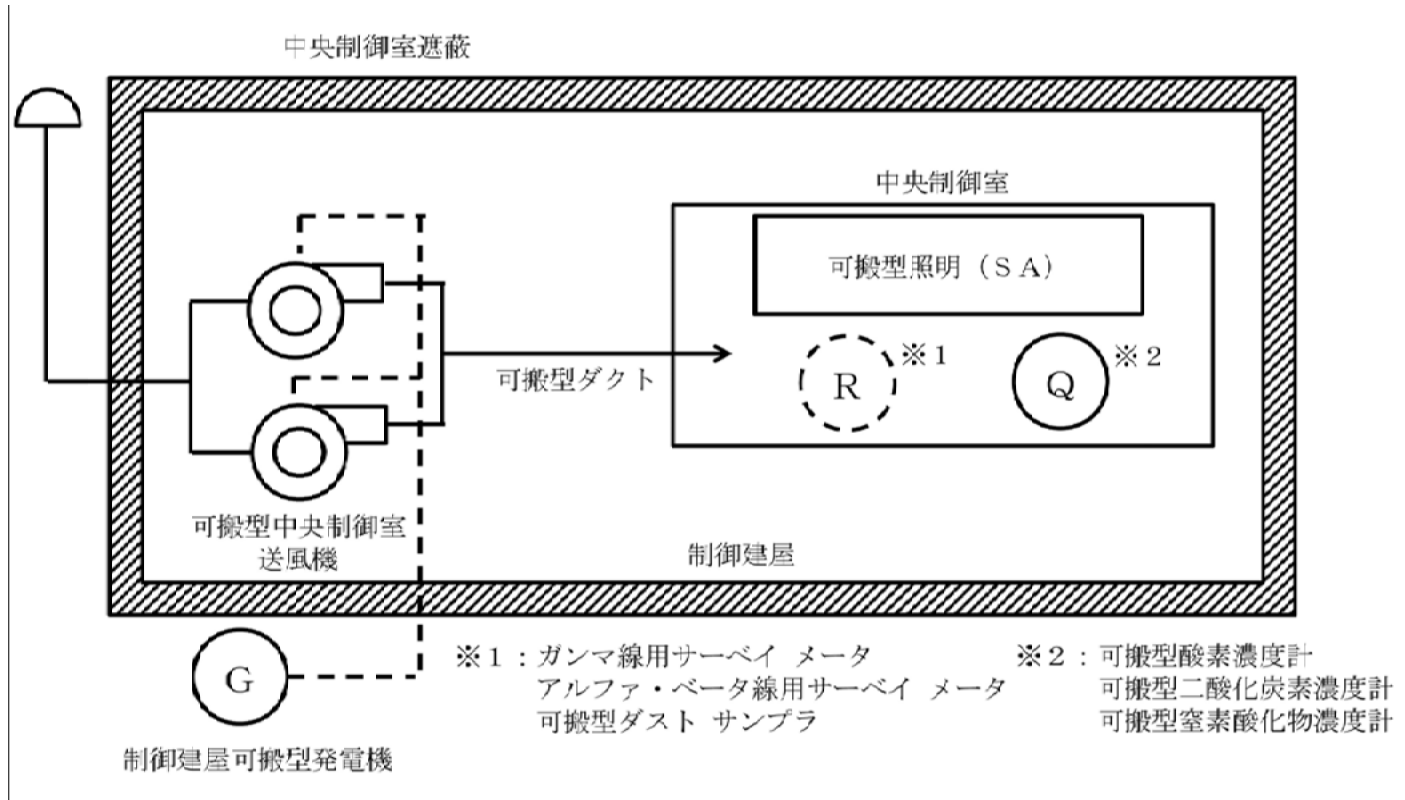 中央制御室遮蔽
中央制御室
可搬型照明（ＳＡ）
※１
R
※２
Q
可搬型ダクト
可搬型中央制御室
送風機
制御建屋
G
制御建屋可搬型発電機
※１：ガンマ線用サーベイ メータ
アルファ・ベータ線用サーベイ メータ
可搬型ダスト サンプラ
※２：可搬型酸素濃度計
可搬型二酸化炭素濃度計
可搬型窒素酸化物濃度計